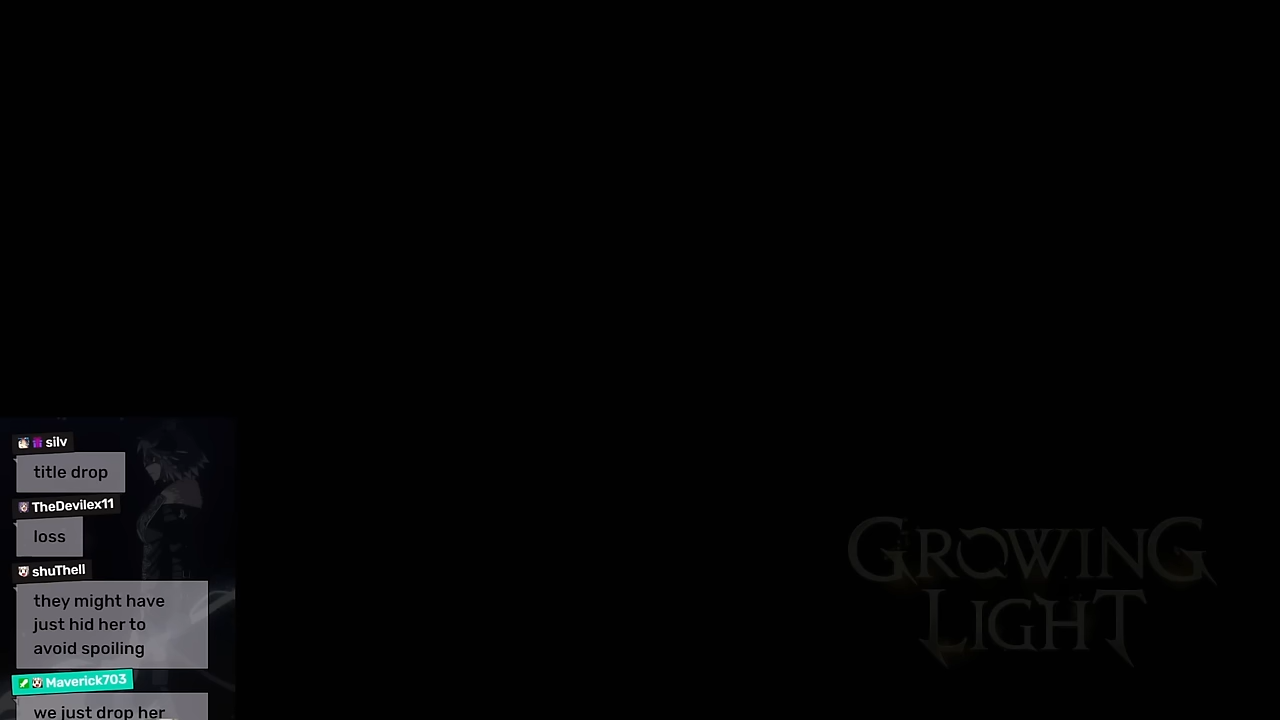 silv
title drop
TheDevilex11
loss
shuThell
they might have
just hid her to
avoid spoiling
Maverick703
we just drop her
GROWING
LIGHT